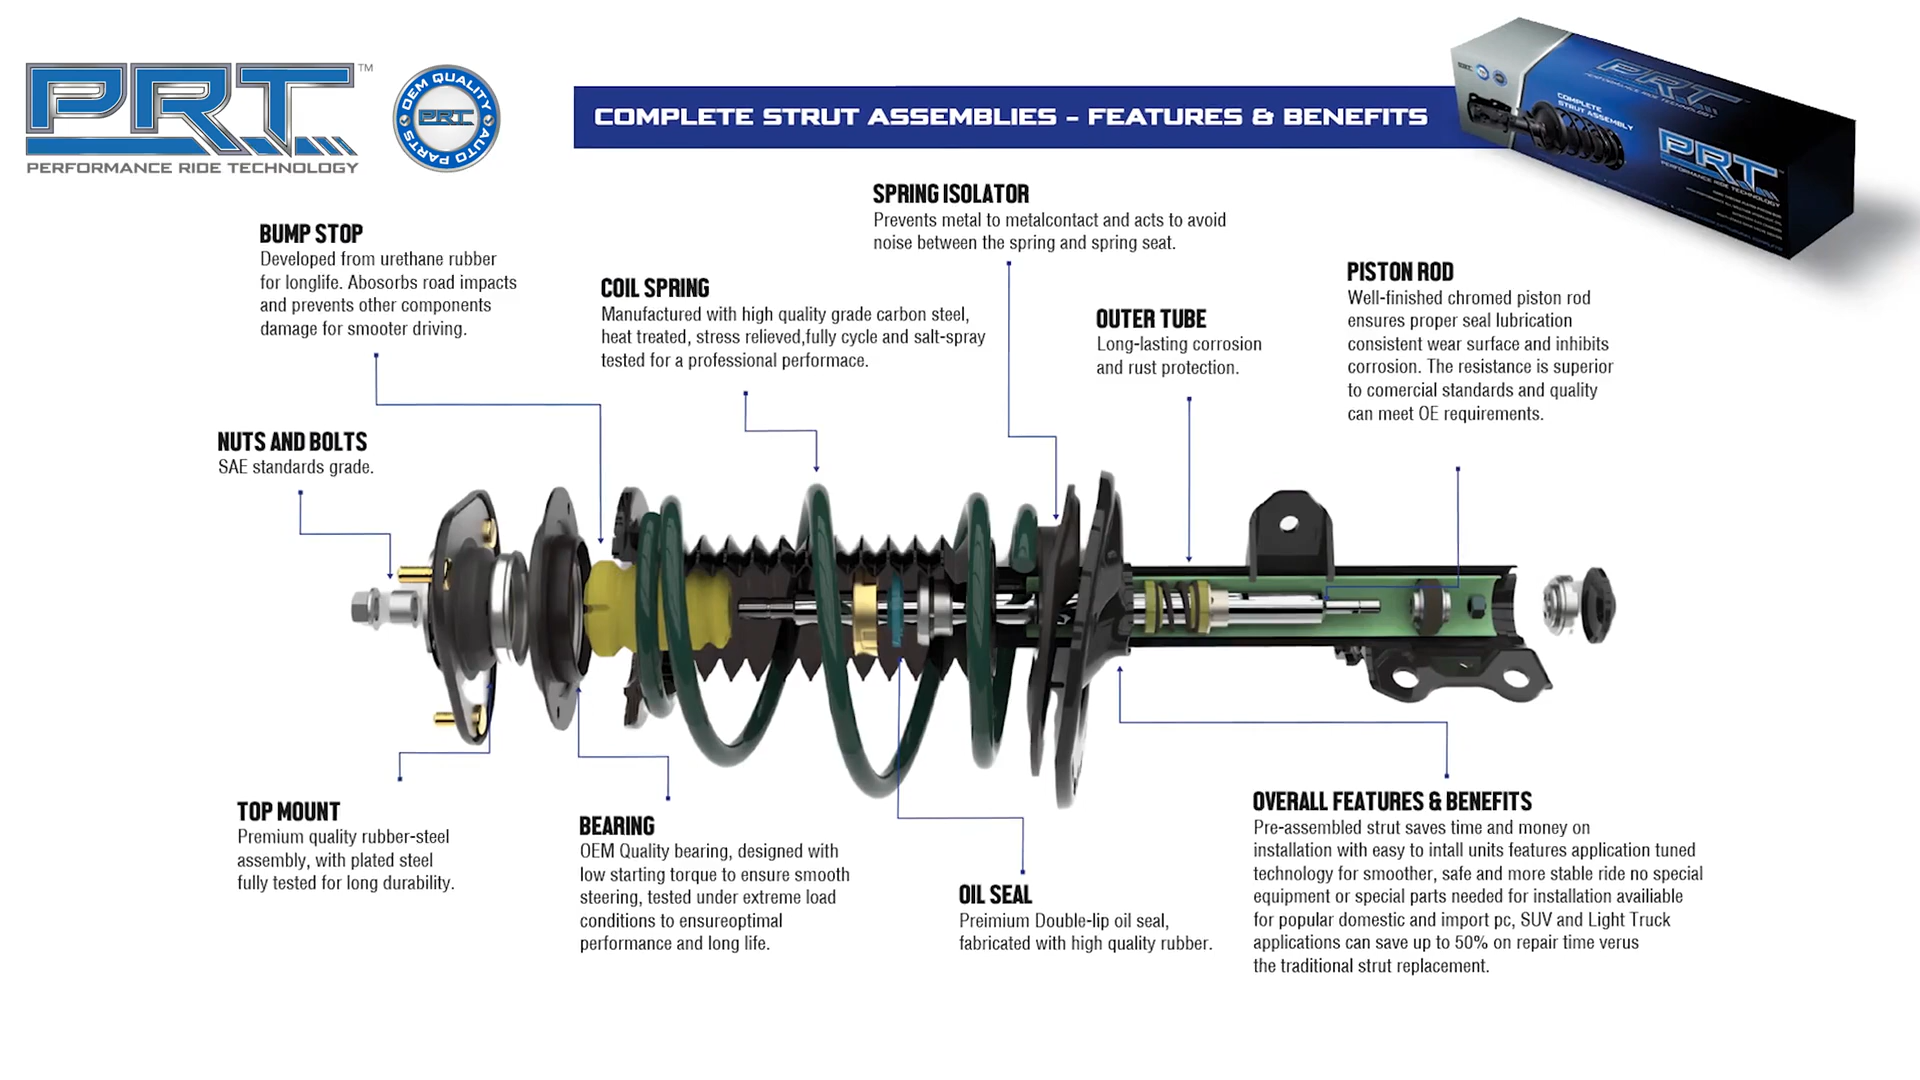 PRT™
PERFORMANCE RIDE TECHNOLOGY
OEM QUALITY
PRT
AUTO PARTS
COMPLETE STRUT ASSEMBLIES - FEATURES & BENEFITS
PRT
PERFORMANCE RIDE TECHNOLOGY
COMPLETE
STRUT ASSEMBLY
PRT
PERFORMANCE RIDE TECHNOLOGY
SPRING ISOLATOR
Prevents metal to metalcontact and acts to avoid
noise between the spring and spring seat.
BUMP STOP
Developed from urethane rubber
for longlife. Abosorbs road impacts
and prevents other components
damage for smooter driving.
COIL SPRING
Manufactured with high quality grade carbon steel,
heat treated, stress relieved,fully cycle and salt-spray
tested for a professional performace.
OUTER TUBE
Long-lasting corrosion
and rust protection.
PISTON ROD
Well-finished chromed piston rod
ensures proper seal lubrication
consistent wear surface and inhibits
corrosion. The resistance is superior
to comercial standards and quality
can meet OE requirements.
NUTS AND BOLTS
SAE standards grade.
TOP MOUNT
Premium quality rubber-steel
assembly, with plated steel
fully tested for long durability.
BEARING
OEM Quality bearing, designed with
low starting torque to ensure smooth
steering, tested under extreme load
conditions to ensureoptimal
performance and long life.
OIL SEAL
Preimium Double-lip oil seal,
fabricated with high quality rubber.
OVERALL FEATURES & BENEFITS
Pre-assembled strut saves time and money on
installation with easy to intall units features application tuned
technology for smoother, safe and more stable ride no special
equipment or special parts needed for installation availiable
for popular domestic and import pc, SUV and Light Truck
applications can save up to 50% on repair time verus
the traditional strut replacement.